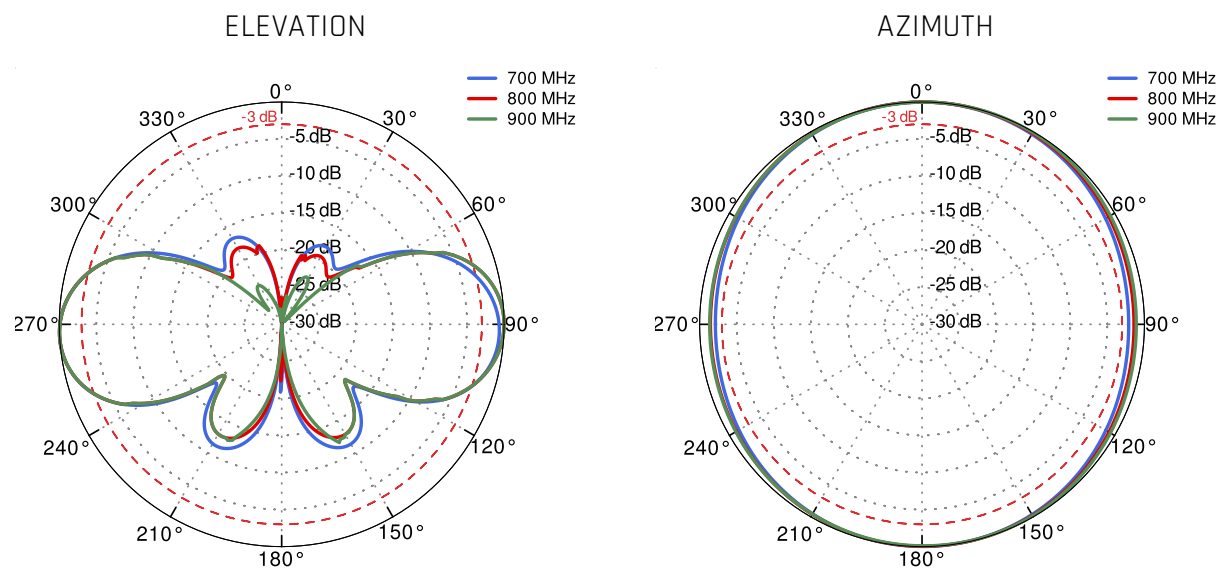 ELEVATION
700 MHz
800 MHz
900 MHz
0°
330°
-3 dB
30°
-5 dB
-10 dB
300°
60°
-15 dB
-20 dB
-25 dB
270°
-30 dB
90°
240°
120°
210°
150°
180°
AZIMUTH
700 MHz
800 MHz
900 MHz
0°
330°
-3 dB
30°
-5 dB
-10 dB
300°
60°
-15 dB
-20 dB
-25 dB
270°
-30 dB
90°
240°
120°
210°
150°
180°